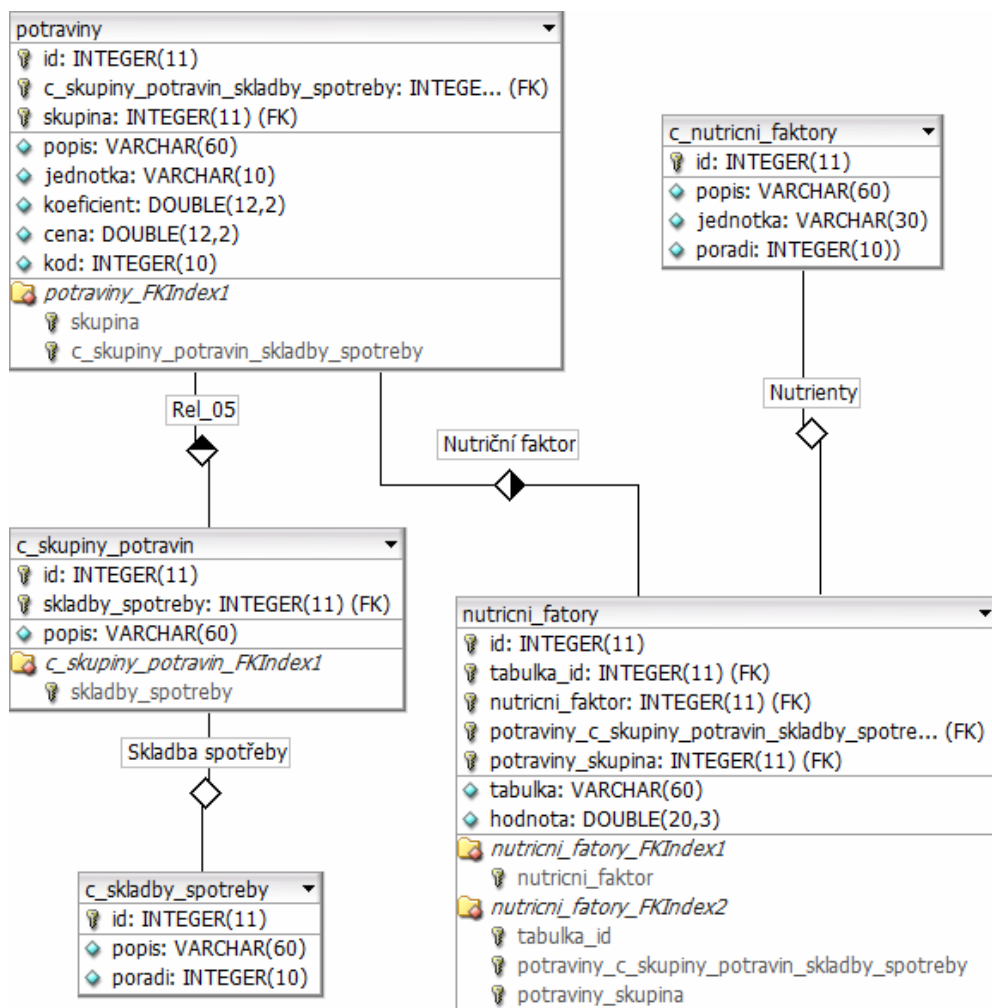 potraviny
id: INTEGER(11)
c_skupiny_potravin_skladby_spotreby: INTEGE... (FK)
skupina: INTEGER(11) (FK)
popis: VARCHAR(60)
jednotka: VARCHAR(10)
koeficient: DOUBLE(12,2)
cena: DOUBLE(12,2)
kod: INTEGER(10)
potraviny_FKIndex1
skupina
c_skupiny_potravin_skladby_spotreby
c_nutricni_faktory
id: INTEGER(11)
popis: VARCHAR(60)
jednotka: VARCHAR(30)
poradi: INTEGER(10))
Rel_05
Nutriční faktor
Nutrienty
c_skupiny_potravin
id: INTEGER(11)
skladby_spotreby: INTEGER(11) (FK)
popis: VARCHAR(60)
c_skupiny_potravin_FKIndex1
skladby_spotreby
Skladba spotřeby
c_skladby_spotreby
id: INTEGER(11)
popis: VARCHAR(60)
poradi: INTEGER(10)
nutricni_fatory
id: INTEGER(11)
tabulka_id: INTEGER(11) (FK)
nutricni_faktor: INTEGER(11) (FK)
potraviny_c_skupiny_potravin_skladby_spotre... (FK)
potraviny_skupina: INTEGER(11) (FK)
tabulka: VARCHAR(60)
hodnota: DOUBLE(20,3)
nutricni_fatory_FKIndex1
nutricni_faktor
nutricni_fatory_FKIndex2
tabulka_id
potraviny_c_skupiny_potravin_skladby_spotreby
potraviny_skupina